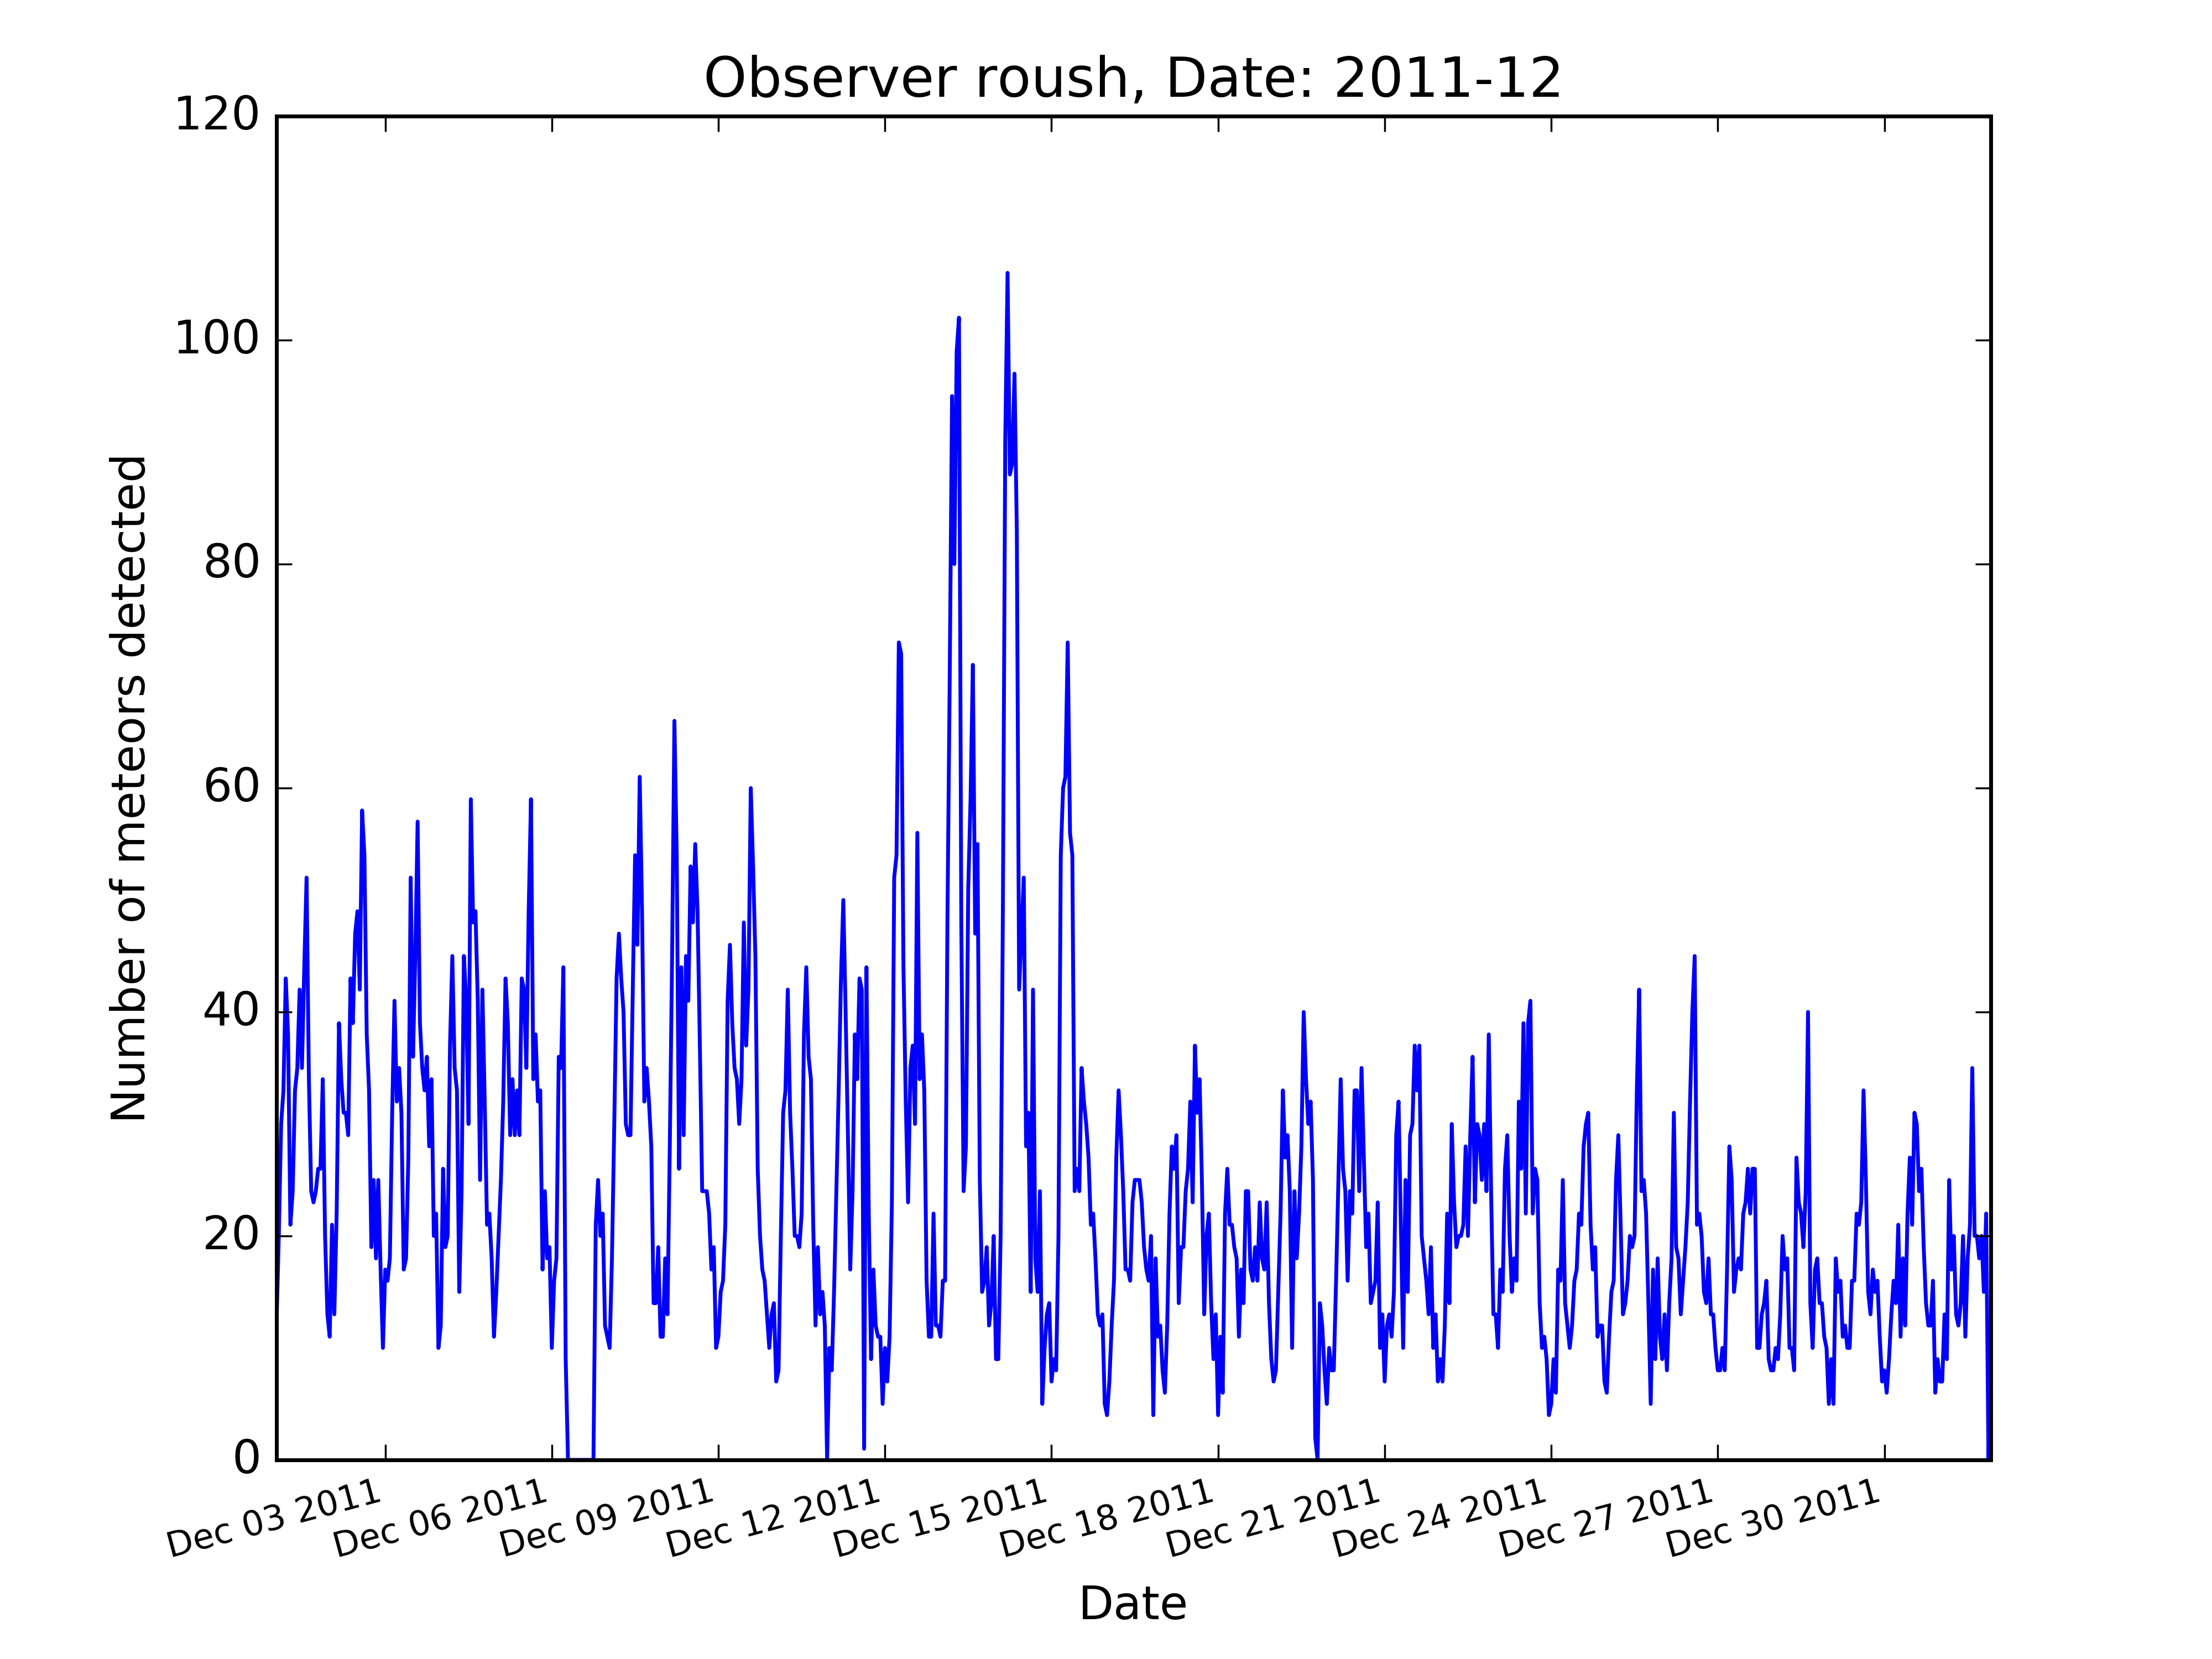 Observer roush, Date: 2011-12
120
100
80
60
40
20
0
Number of meteors detected
Dec 03 2011
Dec 06 2011
Dec 09 2011
Dec 12 2011
Dec 15 2011
Dec 18 2011
Dec 21 2011
Dec 24 2011
Dec 27 2011
Dec 30 2011
Date